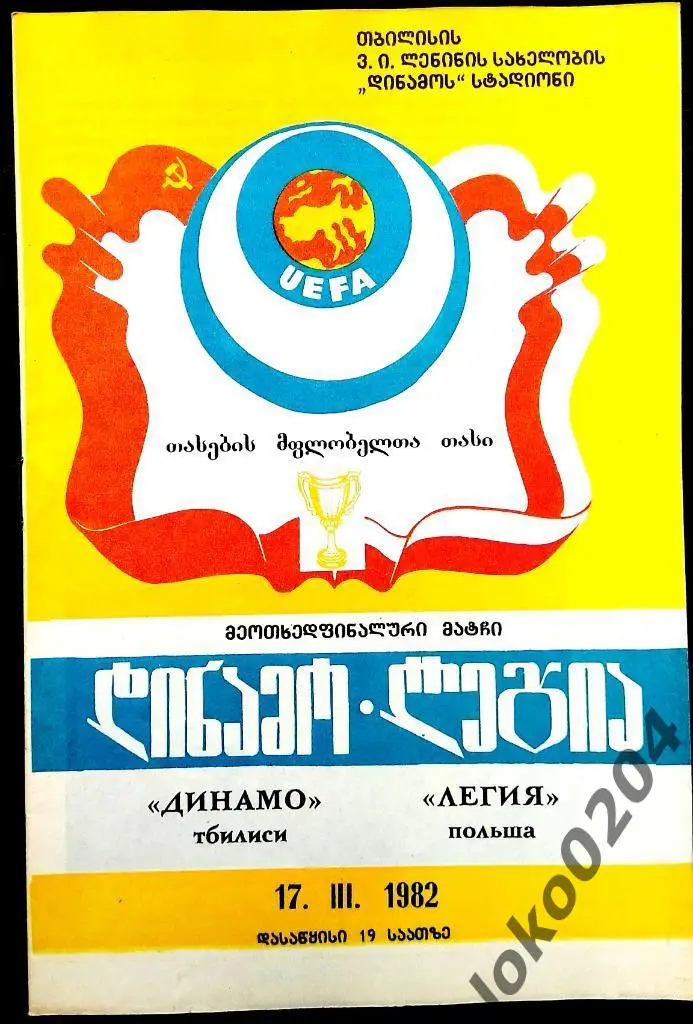 თბილისის
ვ. ი. ლენინის სახელობის
„დინამოს“ სტადიონი
UEFA
თასების მფლობელთა თასი
მეოთხედფინალური მატჩი
დინამო · ლეგია
«ДИНАМО» «ЛЕГИЯ»
тбилиси польша
17. III. 1982
დასაწყისი 19 საათზე
loko0204